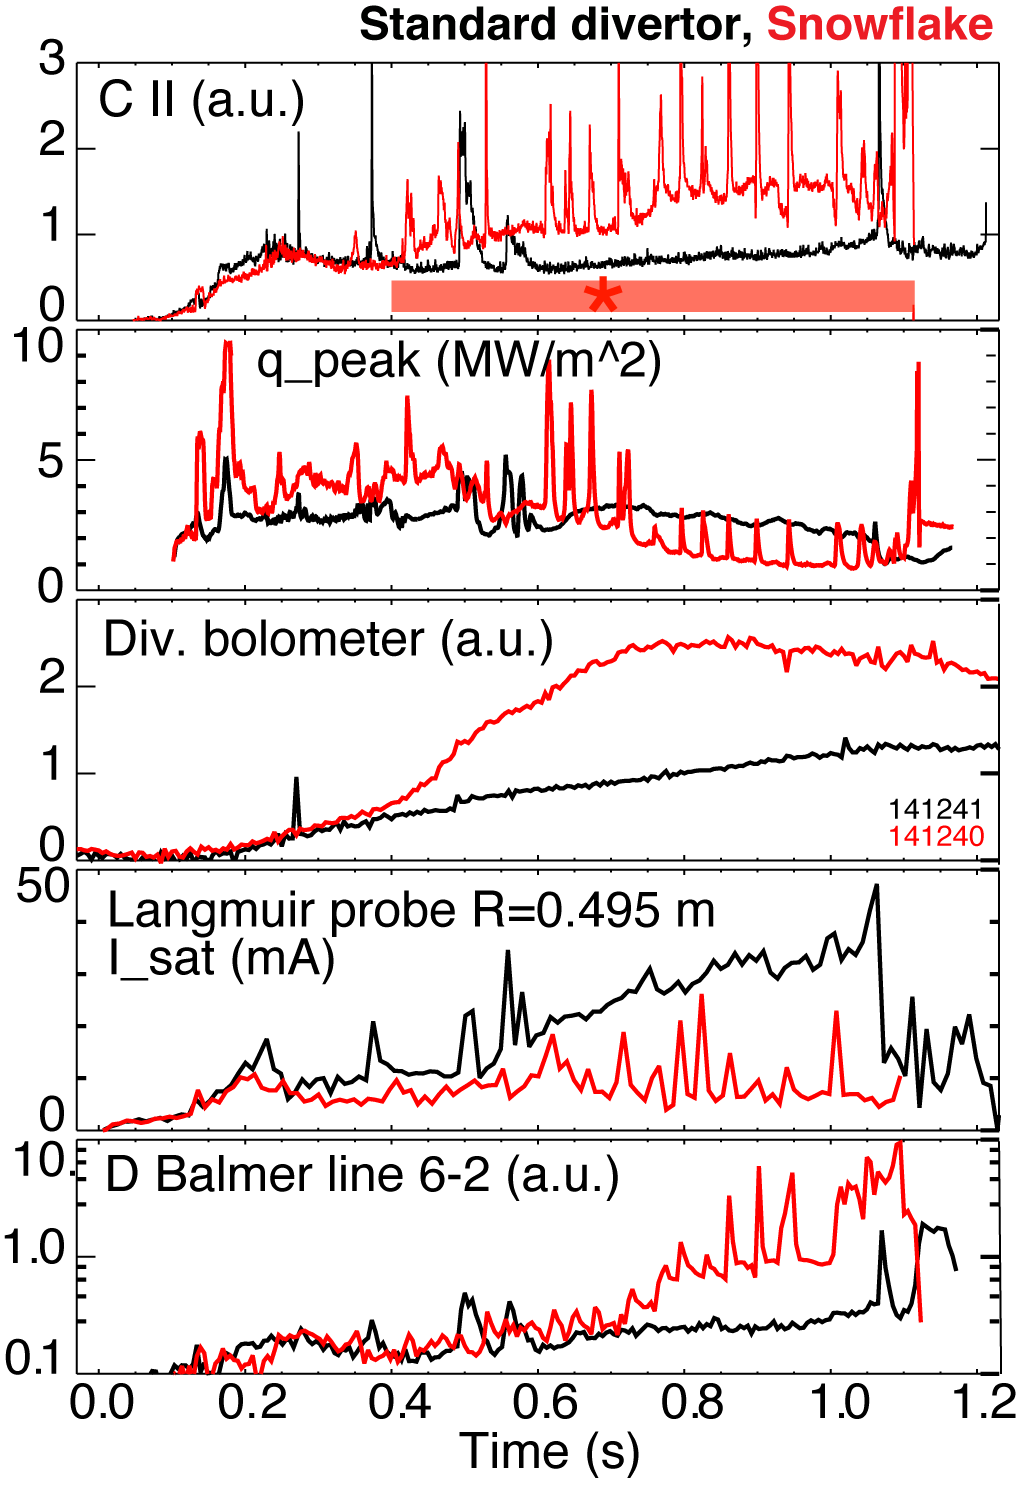 Standard divertor, Snowflake
3
C II (a.u.)
2
1
0
*
10
q_peak (MW/m^2)
5
0
Div. bolometer (a.u.)
2
1
141241
141240
0
50
Langmuir probe R=0.495 m
I_sat (mA)
0
10.
D Balmer line 6-2 (a.u.)
1.0
0.1
0.0 0.2 0.4 0.6 0.8 1.0 1.2
Time (s)